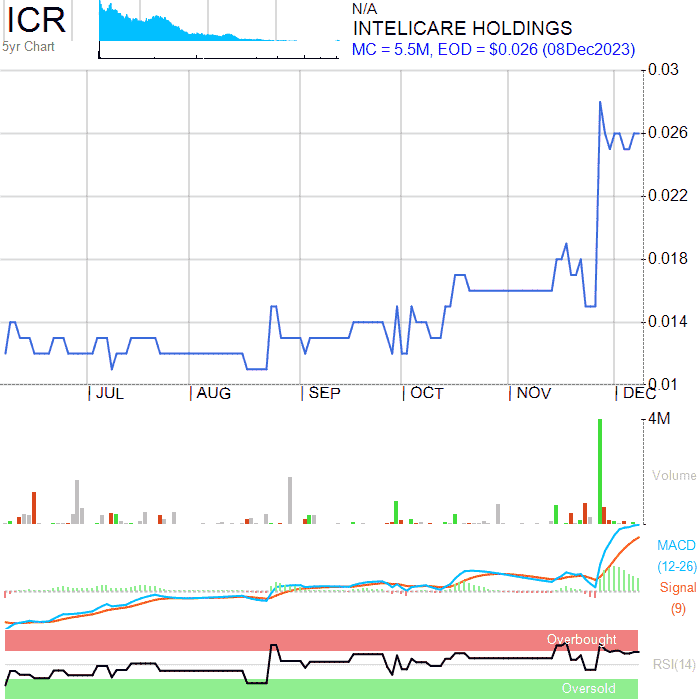 ICR
5yr Chart
N/A
INTELICARE HOLDINGS
MC = 5.5M, EOD = $0.026 (08Dec2023)
0.03
0.026
0.022
0.018
0.014
0.01
JUL AUG SEP OCT NOV DEC
4M
Volume
MACD
(12-26)
Signal
(9)
Overbought
RSI(14)
Oversold